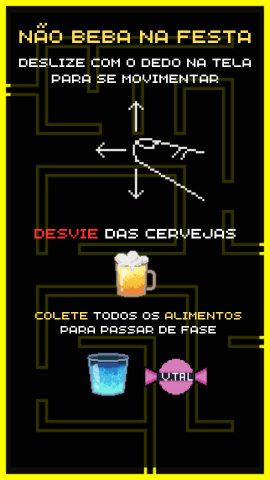 NÃO BEBA NA FESTA
DESLIZE COM O DEDO NA TELA
PARA SE MOVIMENTAR
DESVIE DAS CERVEJAS
COLETE TODOS OS ALIMENTOS
PARA PASSAR DE FASE
VTAL